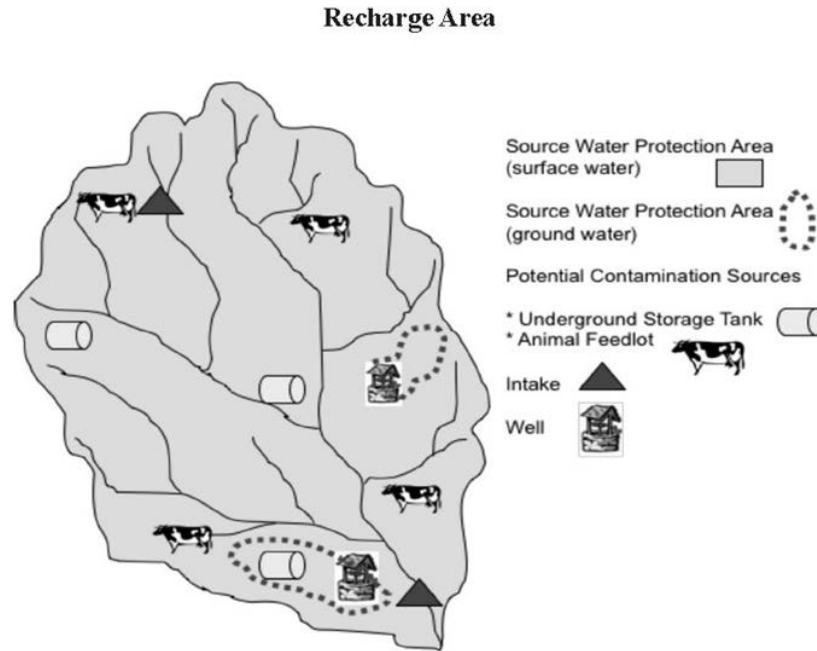 Recharge Area
Source Water Protection Area
(surface water)
Source Water Protection Area
(ground water)
Potential Contamination Sources
* Underground Storage Tank
* Animal Feedlot
Intake
Well